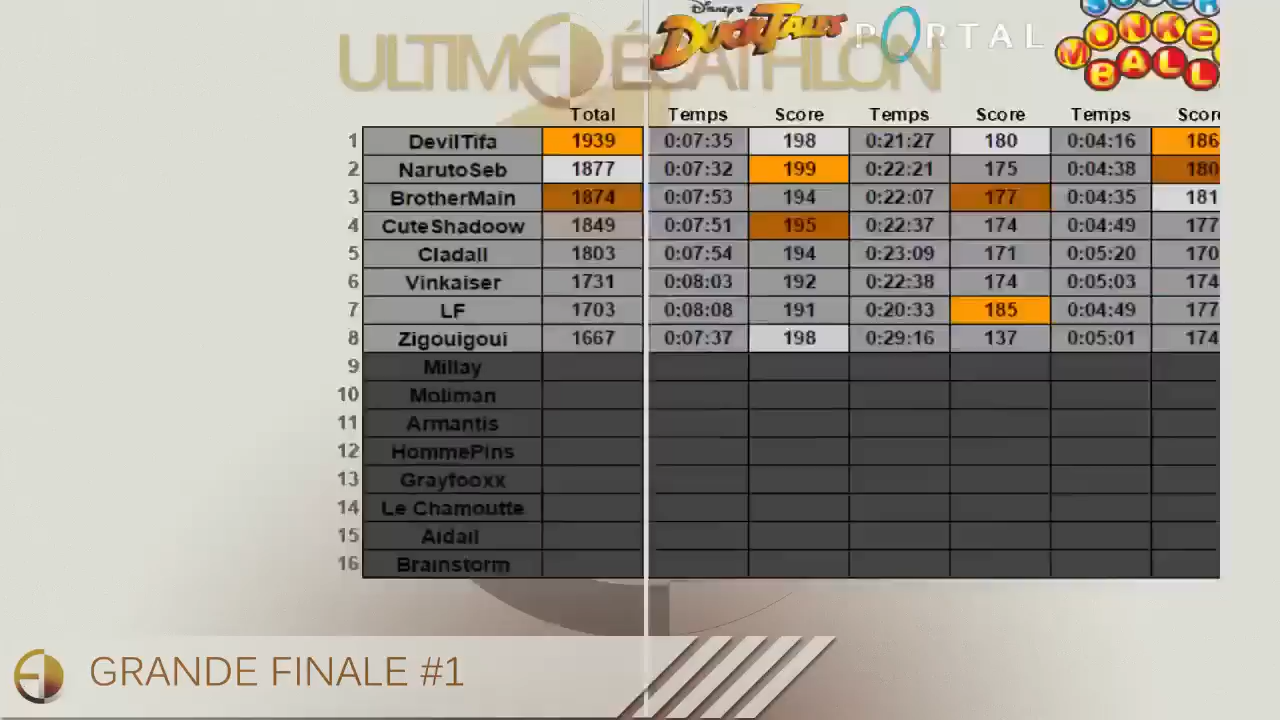 Disney's
DUCKTALES PORTAL SUPER
MONKE
BALL
ULTIME DÉCATHLON
Total Temps Score Temps Score Temps Score
1 DevilTifa 1939 0:07:35 198 0:21:27 180 0:04:16 186
2 NarutoSeb 1877 0:07:32 199 0:22:21 175 0:04:38 180
3 BrotherMain 1874 0:07:53 194 0:22:07 177 0:04:35 181
4 CuteShadoow 1849 0:07:51 195 0:22:37 174 0:04:49 177
5 Cladall 1803 0:07:54 194 0:23:09 171 0:05:20 170
6 Vinkaiser 1731 0:08:03 192 0:22:38 174 0:05:03 174
7 LF 1703 0:08:08 191 0:20:33 185 0:04:49 177
8 Zigouigoui 1667 0:07:37 198 0:29:16 137 0:05:01 174
9 Millay
10 Moliman
11 Armantis
12 HommePins
13 Grayfooxx
14 Le Chamoutte
15 Aidail
16 Brainstorm
GRANDE FINALE #1